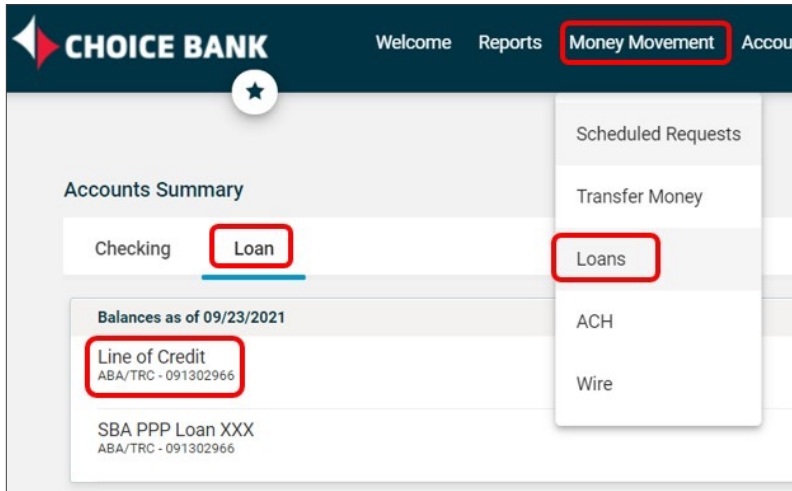 CHOICE BANK
Welcome Reports Money Movement Accou
Scheduled Requests
Transfer Money
Loans
ACH
Wire
Accounts Summary
Checking Loan
Balances as of 09/23/2021
Line of Credit
ABA/TRC - 091302966
SBA PPP Loan XXX
ABA/TRC - 091302966